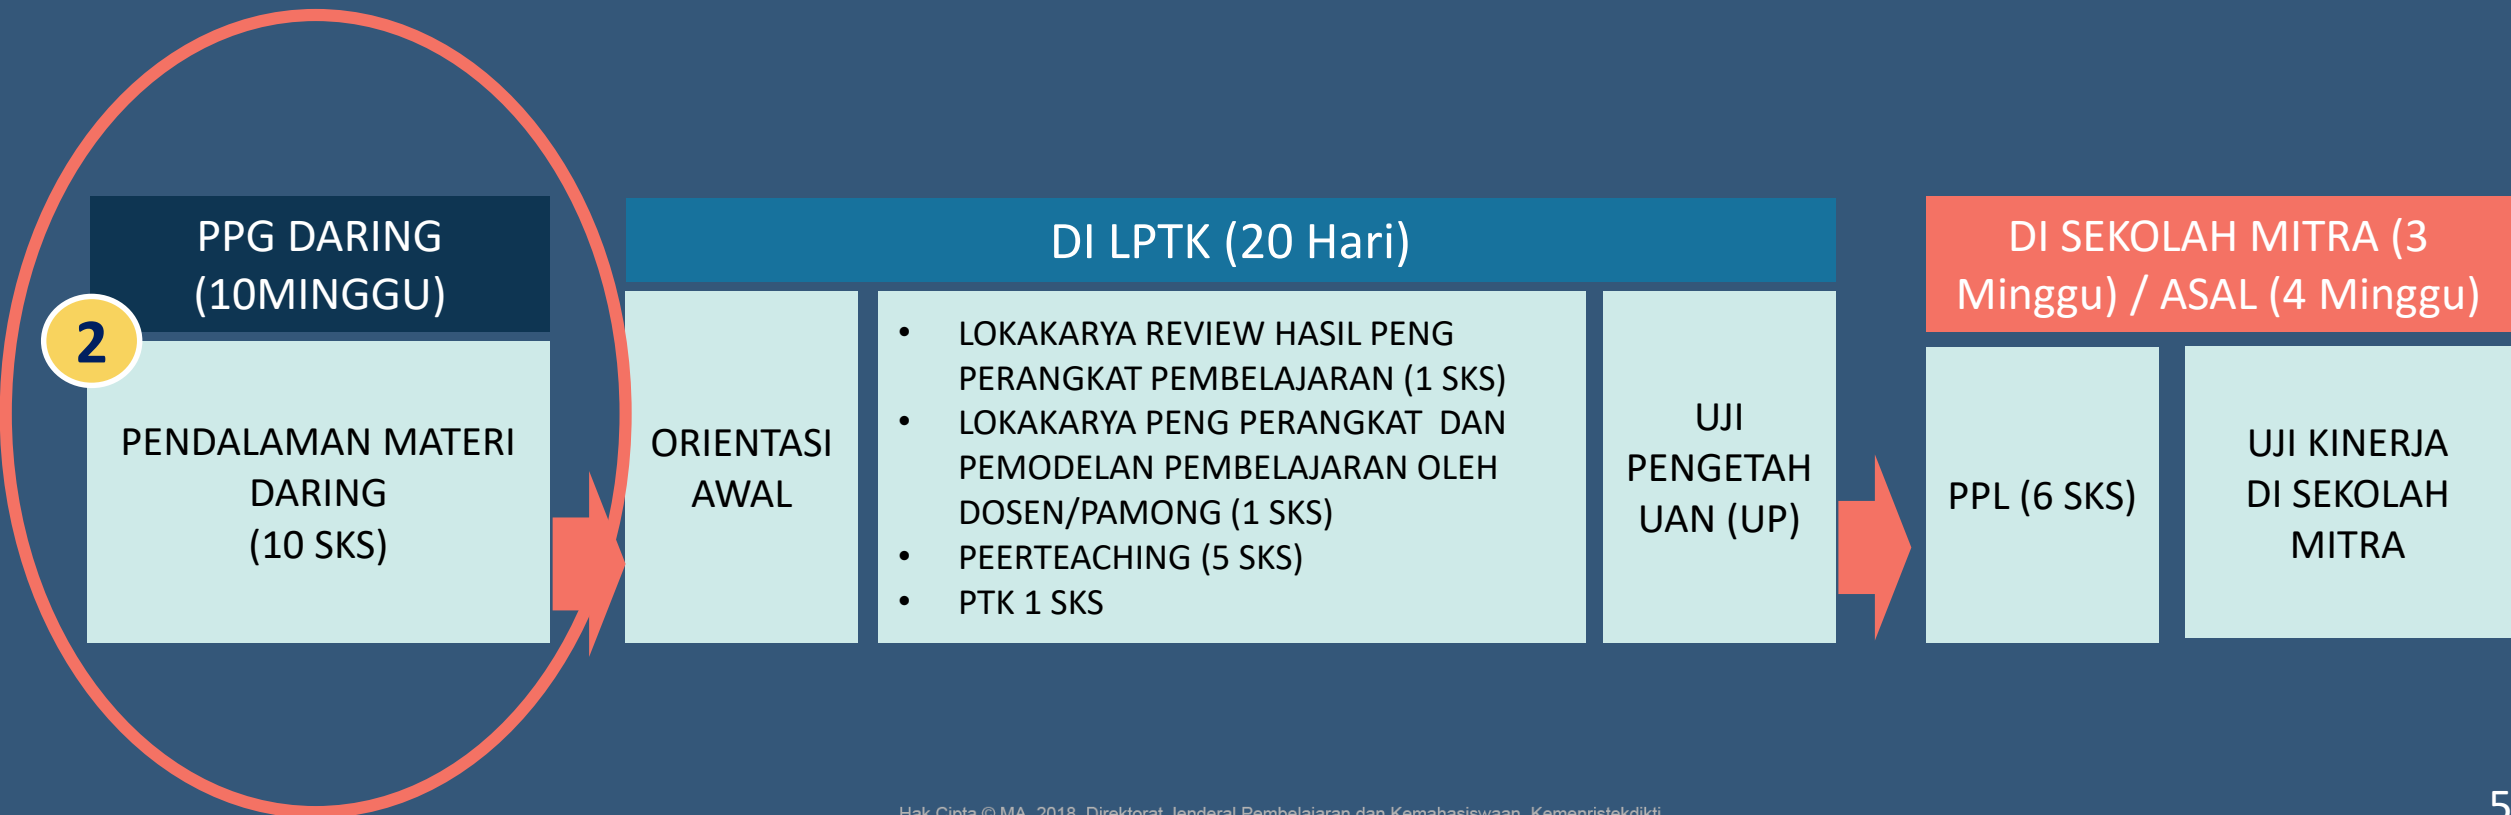 PPG DARING
(10MINGGU)
2
PENDALAMAN MATERI
DARING
(10 SKS)
DI LPTK (20 Hari)
ORIENTASI
AWAL
• LOKAKARYA REVIEW HASIL PENG
PERANGKAT PEMBELAJARAN (1 SKS)
• LOKAKARYA PENG PERANGKAT DAN
PEMODELAN PEMBELAJARAN OLEH
DOSEN/PAMONG (1 SKS)
• PEERTEACHING (5 SKS)
• PTK 1 SKS
UJI
PENGETAH
UAN (UP)
DI SEKOLAH MITRA (3
Minggu) / ASAL (4 Minggu)
PPL (6 SKS)
UJI KINERJA
DI SEKOLAH
MITRA
Hak Cipta © MA, 2018, Direktorat Jenderal Pembelajaran dan Kemahasiswaan, Kemenristekdikti
5